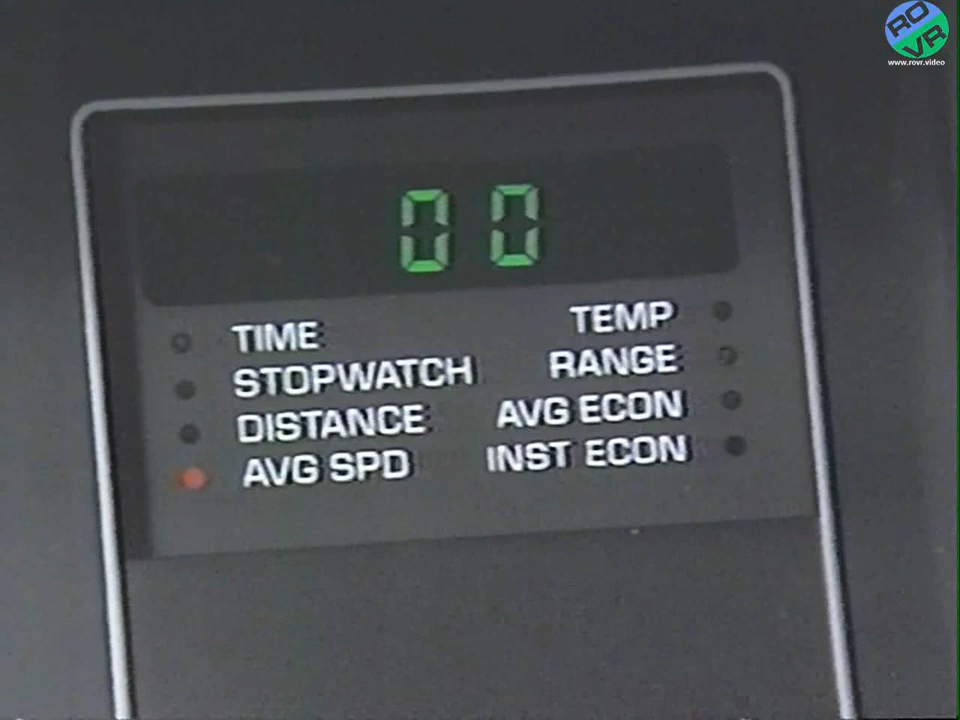 RO
VR
www.rovr.video
00
TIME
STOPWATCH
DISTANCE
AVG SPD
TEMP
RANGE
AVG ECON
INST ECON